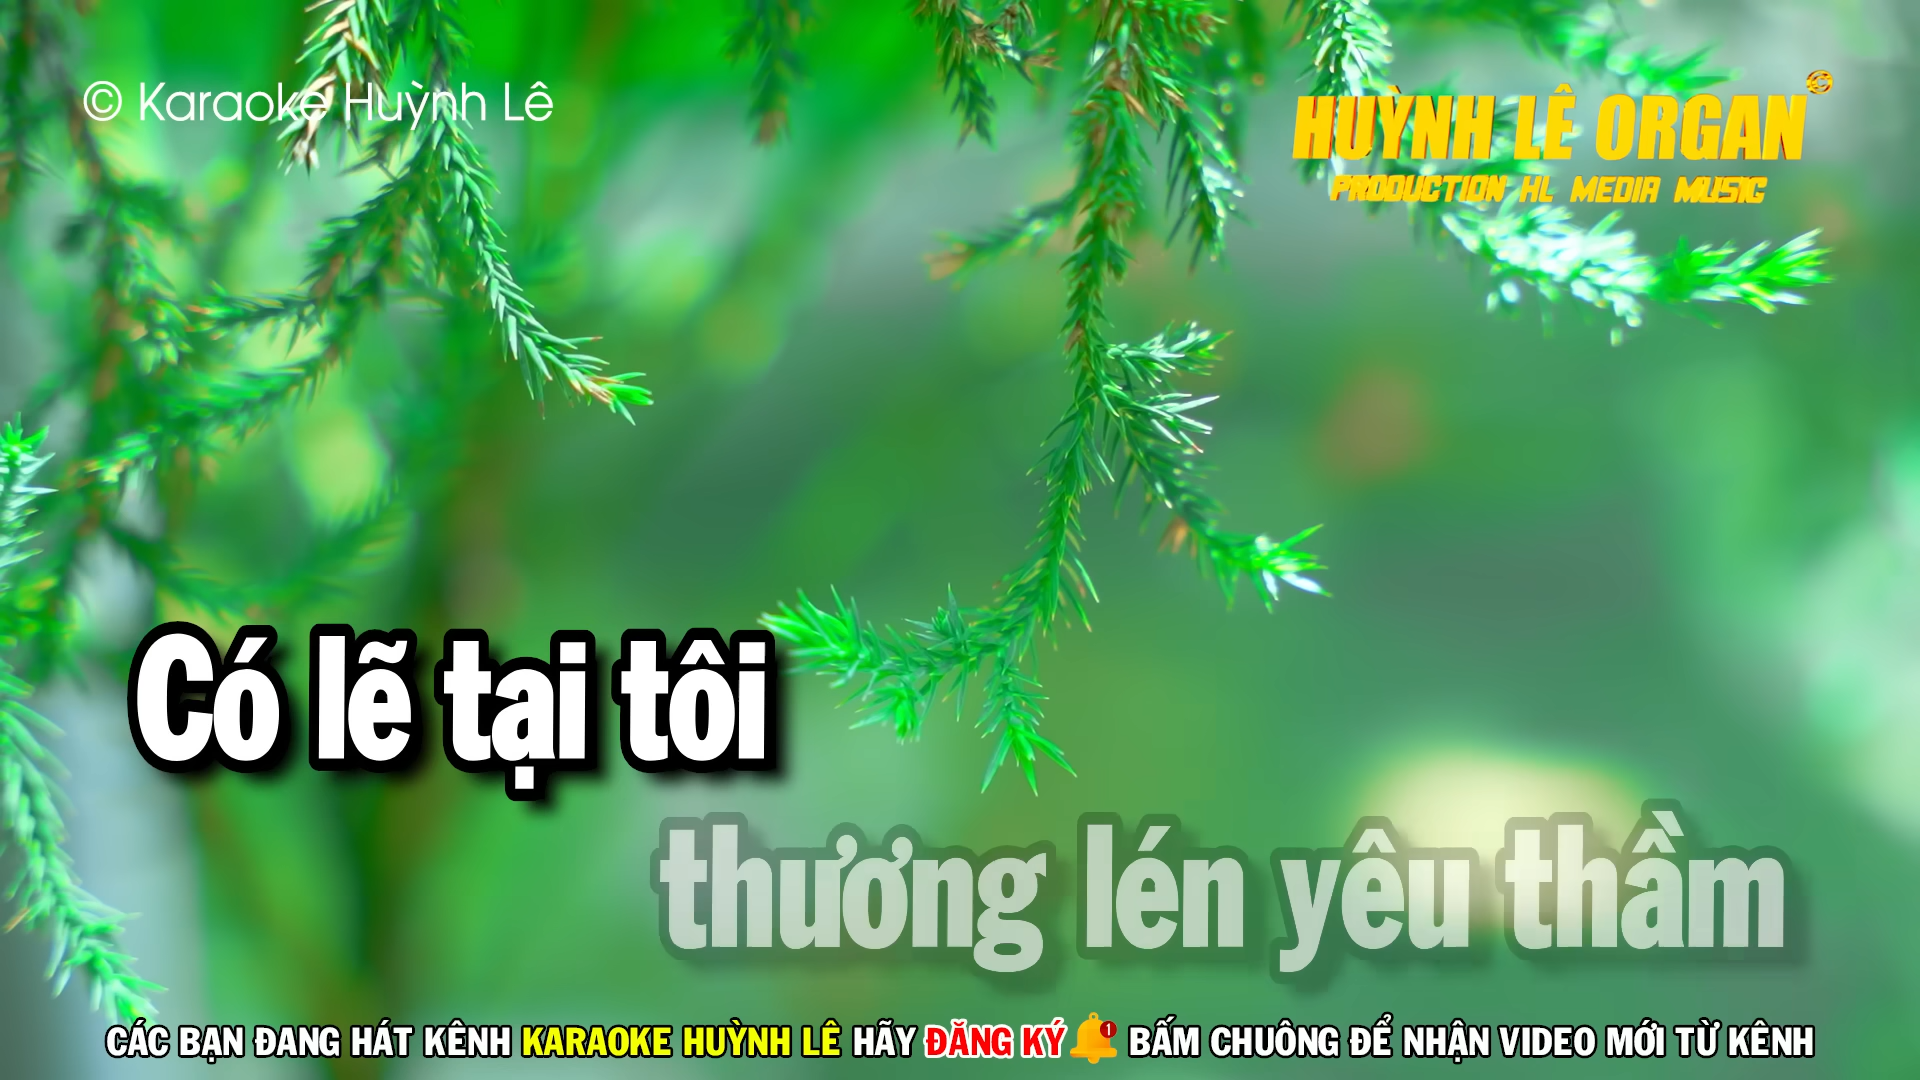 © Karaoke Huỳnh Lê
HUỲNH LÊ ORGAN
PRODUCTION HL MEDIA MUSIC
Có lẽ tại tôi
thương lén yêu thầm
CÁC BẠN ĐANG HÁT KÊNH KARAOKE HUỲNH LÊ HÃY ĐĂNG KÝ 1 BẤM CHUÔNG ĐỂ NHẬN VIDEO MỚI TỪ KÊNH